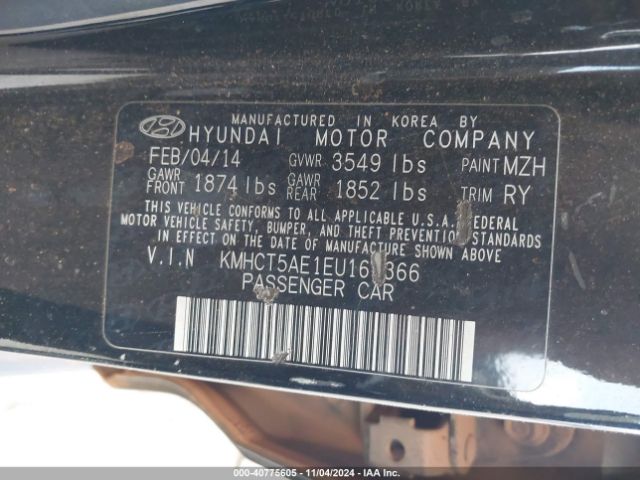 MANUFACTURED IN KOREA BY
HYUNDAI MOTOR COMPANY
FEB/04/14 GVWR 3549 lbs PAINT MZH
GAWR FRONT 1874 lbs GAWR REAR 1852 lbs TRIM RY
THIS VEHICLE CONFORMS TO ALL APPLICABLE U.S.A. FEDERAL
MOTOR VEHICLE SAFETY, BUMPER, AND THEFT PREVENTION
STANDARDS IN EFFECT ON THE DATE OF MANUFACTURE SHOWN ABOVE
V.I.N
PASSENGER CAR
000-40775605 - 11/04/2024 - IAA Inc.